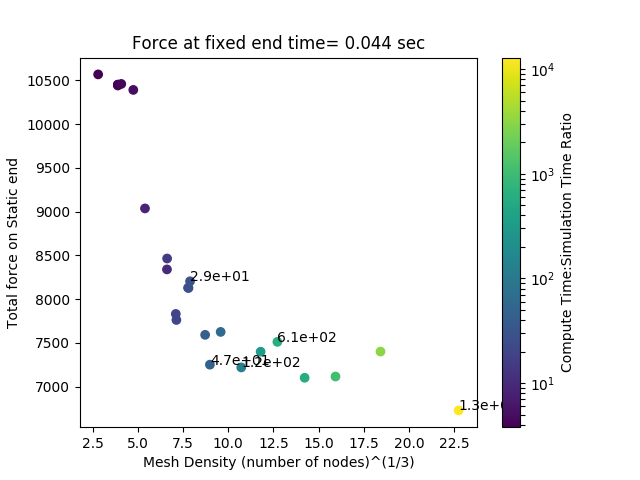 Force at fixed end time= 0.044 sec
Total force on Static end
10500
10000
9500
9000
8500
8000
7500
7000
2.9e+01
6.1e+02
4.7e+01
1.2e+02
2.5 5.0 7.5 10.0 12.5 15.0 17.5 20.0 22.5
Mesh Density (number of nodes)^(1/3)
10^4
10^3
10^2
10^1
Compute Time:Simulation Time Ratio